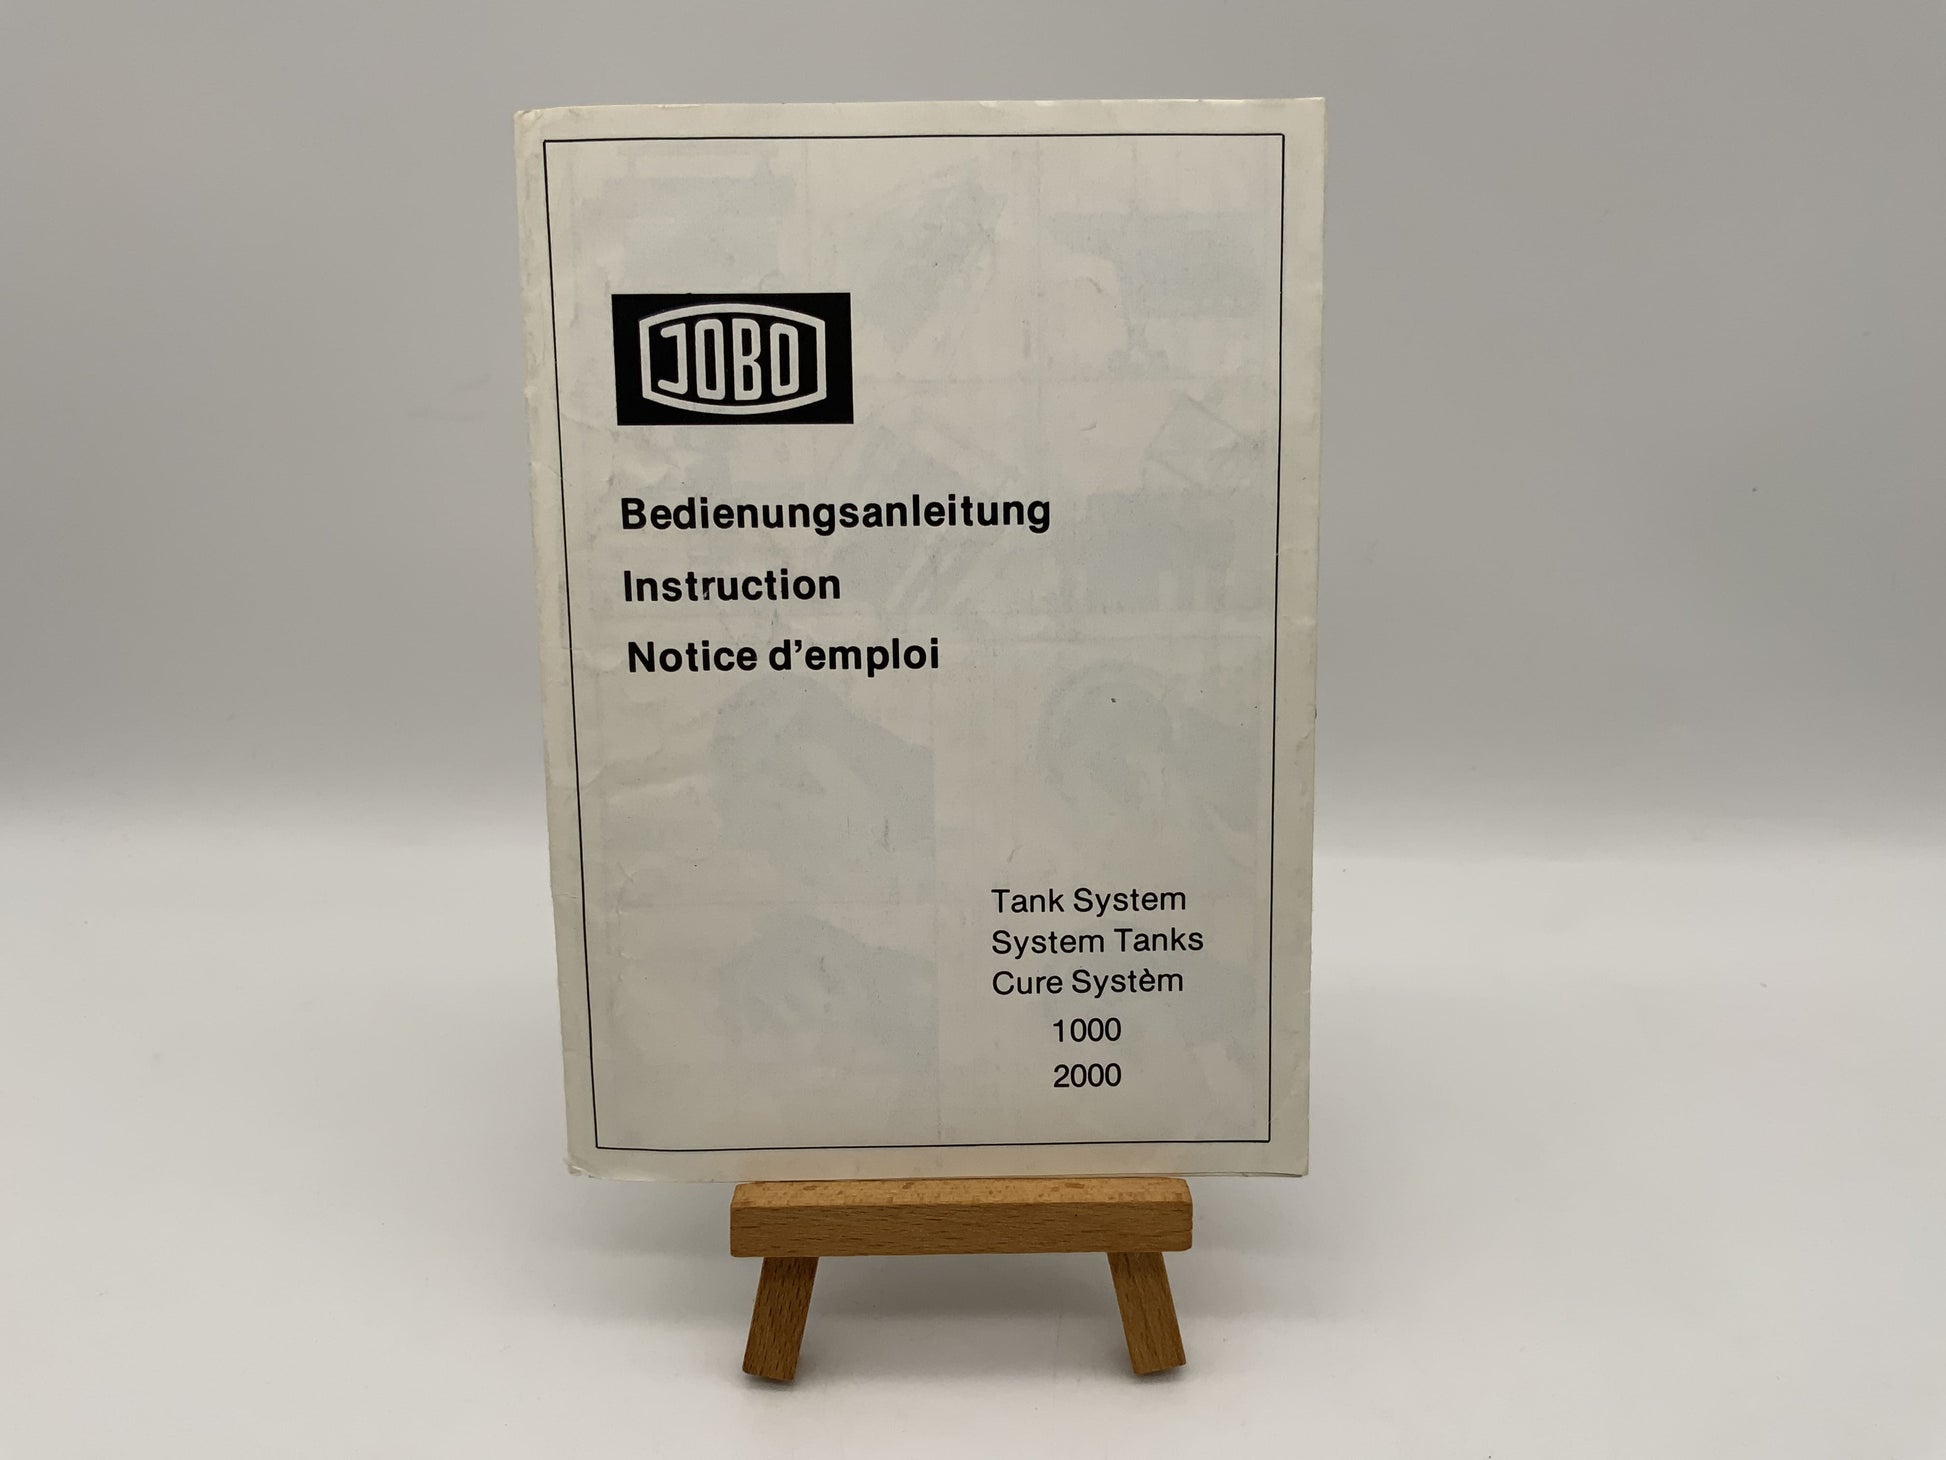 JOBO
Bedienungsanleitung
Instruction
Notice d'emploi
Tank System
System Tanks
Cure Systèm
1000
2000